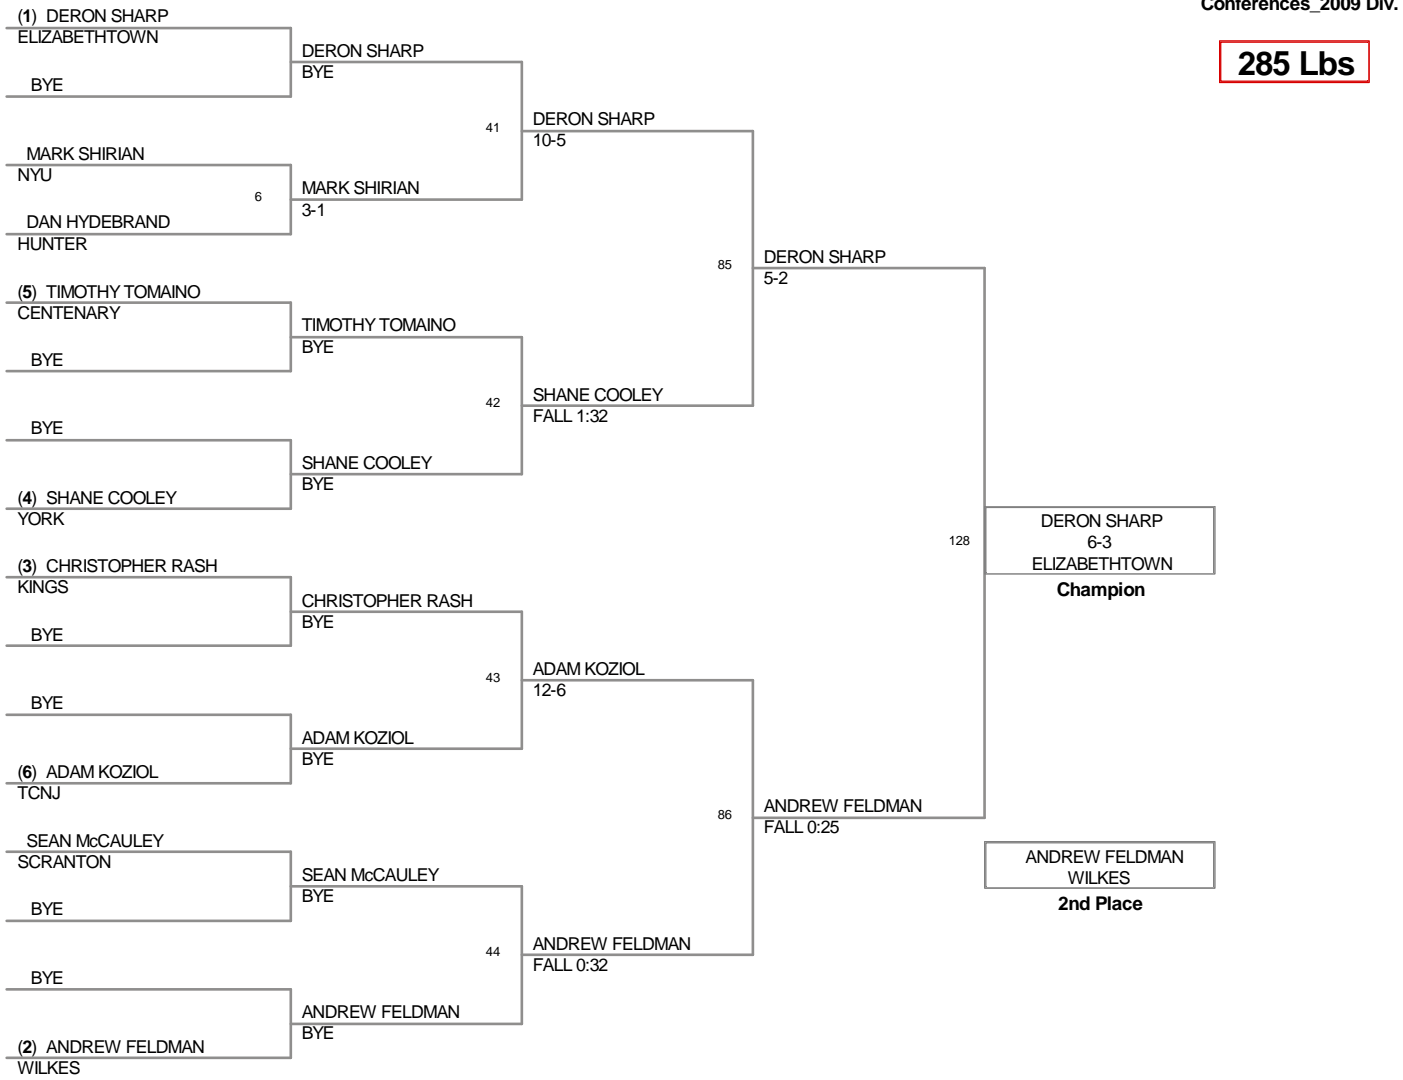 Conferences_2009 Div.
285 Lbs
(1) DERON SHARP
ELIZABETHTOWN
BYE
MARK SHIRIAN
NYU
6
DAN HYDEBRAND
HUNTER
(5) TIMOTHY TOMAINO
CENTENARY
BYE
BYE
(4) SHANE COOLEY
YORK
(3) CHRISTOPHER RASH
KINGS
BYE
BYE
(6) ADAM KOZIOL
TCNJ
SEAN McCAULEY
SCRANTON
BYE
BYE
(2) ANDREW FELDMAN
WILKES
DERON SHARP
BYE
41
MARK SHIRIAN
3-1
TIMOTHY TOMAINO
BYE
42
SHANE COOLEY
BYE
CHRISTOPHER RASH
BYE
43
ADAM KOZIOL
BYE
SEAN McCAULEY
BYE
44
ANDREW FELDMAN
BYE
DERON SHARP
10-5
85
SHANE COOLEY
FALL 1:32
ADAM KOZIOL
12-6
86
ANDREW FELDMAN
FALL 0:32
DERON SHARP
5-2
128
ANDREW FELDMAN
FALL 0:25
DERON SHARP
6-3
ELIZABETHTOWN
Champion
ANDREW FELDMAN
WILKES
2nd Place